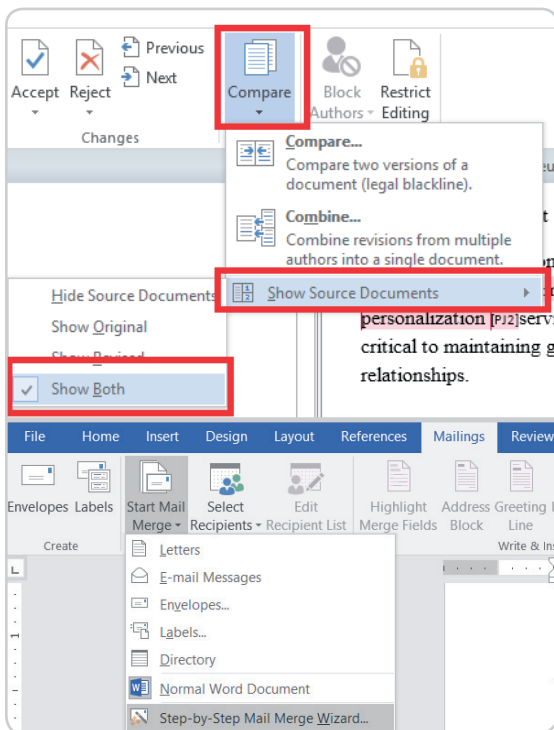 Previous
Next
Accept Reject
Compare
Block Authors
Restrict Editing
Changes
Compare...
Compare two versions of a
document (legal blackline).
Combine...
Combine revisions from multiple
authors into a single document.
Hide Source Documents
Show Source Documents
Show Original
Show Revised
Show Both
personalization [PJ2]servi
critical to maintaining g
relationships.
File Home Insert Design Layout References Mailings Review
Envelopes Labels
Start Mail Merge
Select Recipients
Edit Recipient List
Highlight Merge Fields
Address Block
Greeting Line
Create
Write & Ins
Letters
E-mail Messages
Envelopes...
Labels...
Directory
Normal Word Document
Step-by-Step Mail Merge Wizard...